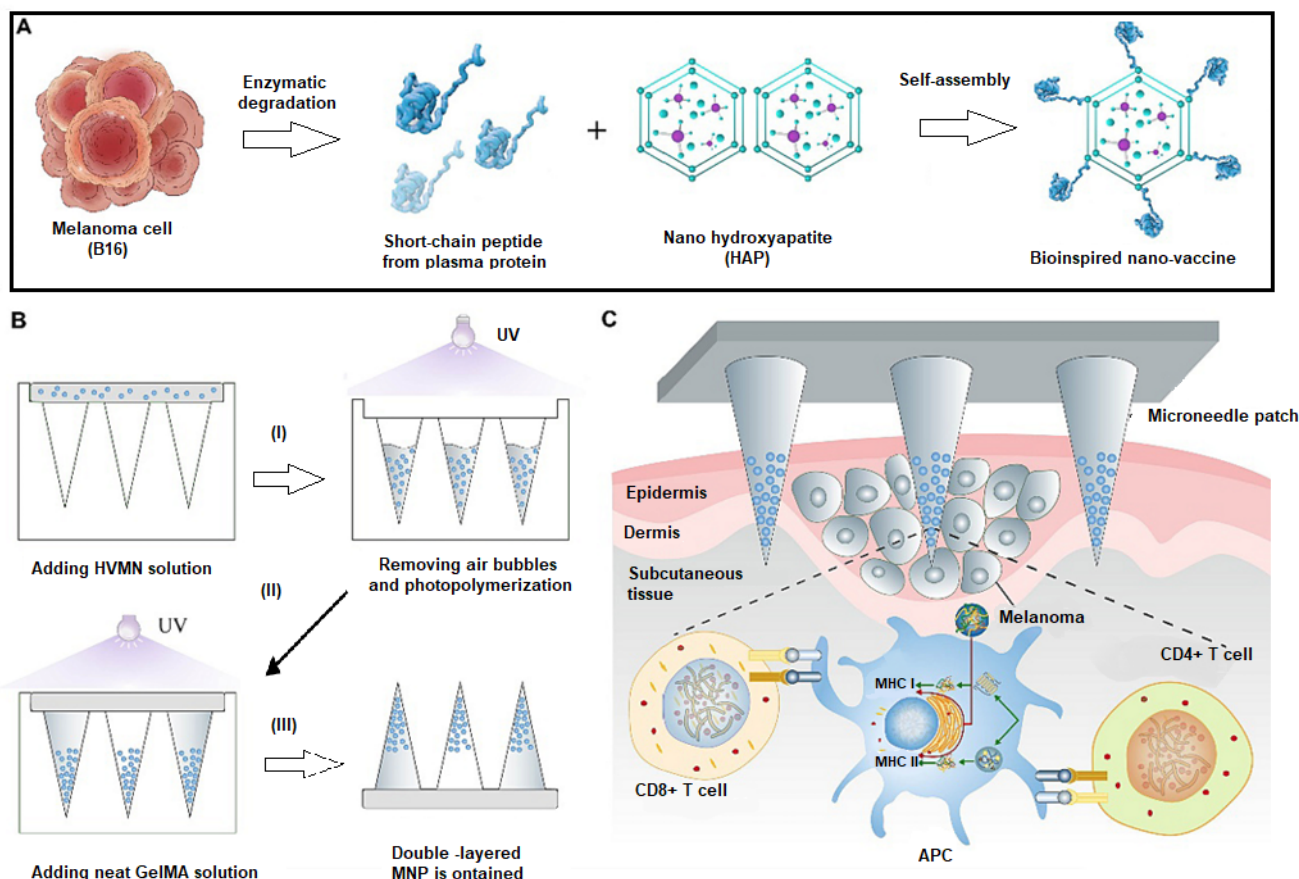 A
Enzymatic
degradation
Self-assembly
+
Melanoma cell
(B16)
Short-chain peptide
from plasma protein
Nano hydroxyapatite
(HAP)
Bioinspired nano-vaccine
B
UV
(I)
Adding HVMN solution
Removing air bubbles
and photopolymerization
(II)
UV
(III)
Adding neat GelMA solution
Double -layered
MNP is ontained
C
Microneedle patch
Epidermis
Dermis
Subcutaneous
tissue
Melanoma
CD4+ T cell
MHC I
MHC II
CD8+ T cell
APC